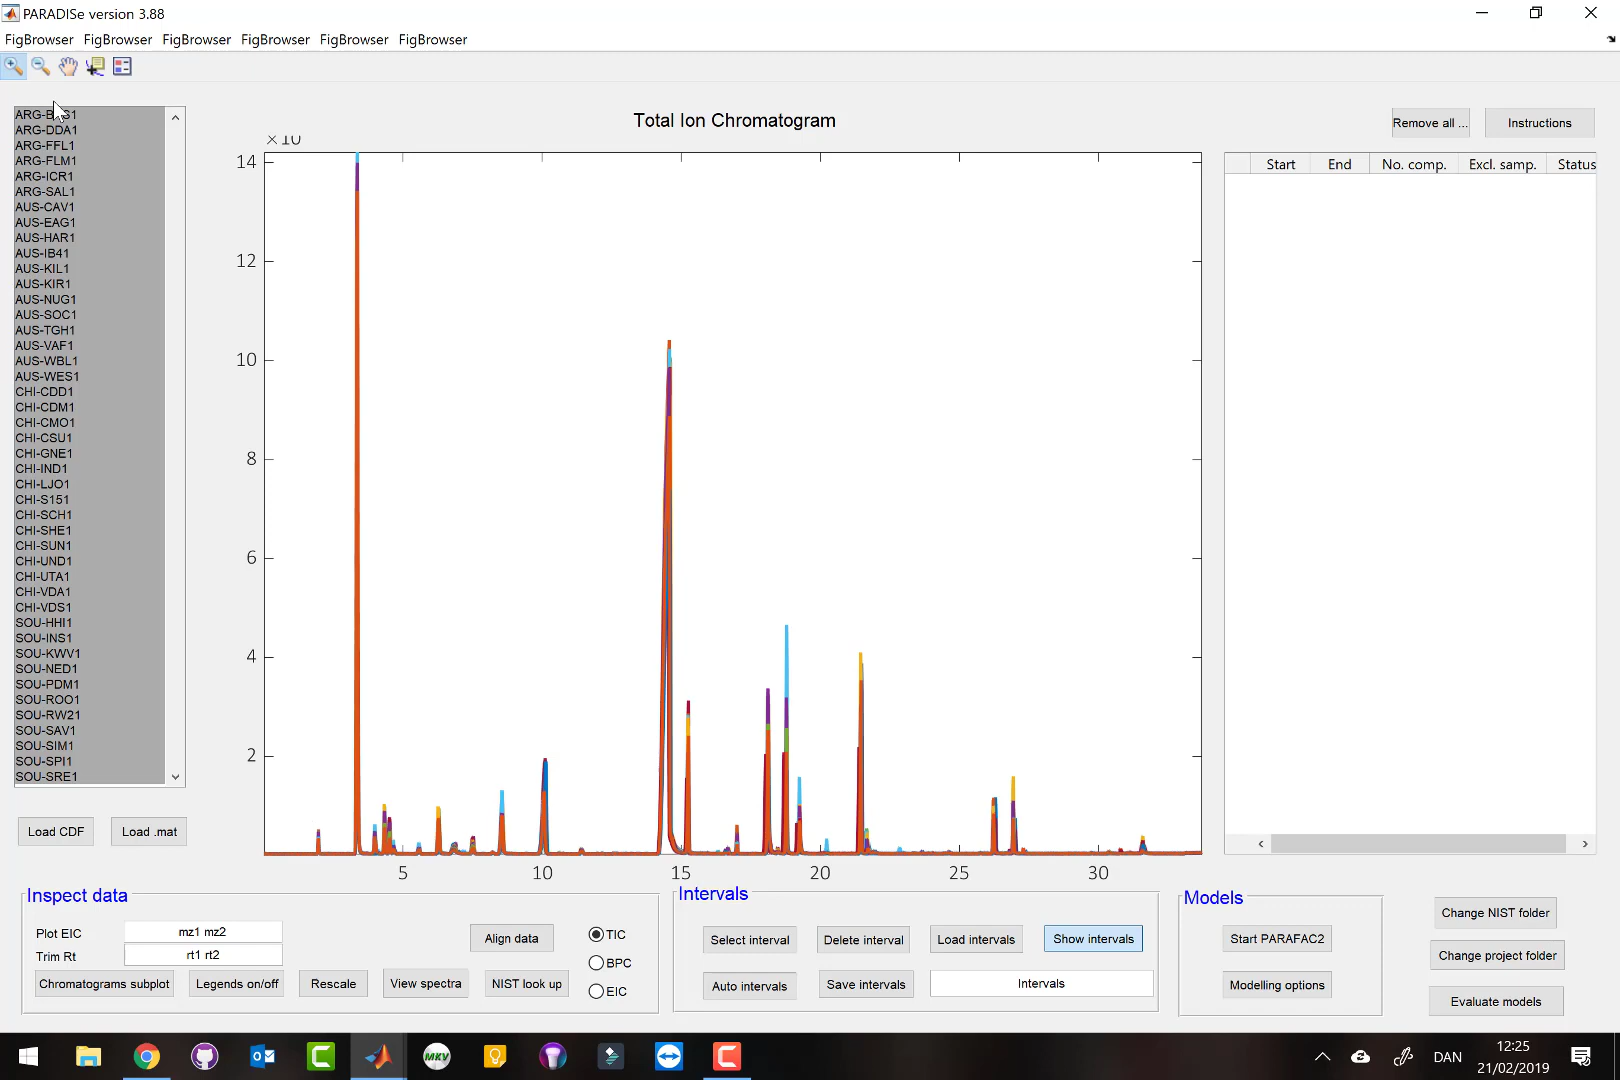 PARADISe version 3.88
FigBrowser FigBrowser FigBrowser FigBrowser FigBrowser FigBrowser
ARG-DDA1
ARG-FFL1
ARG-FLM1
ARG-ICR1
ARG-SAL1
AUS-CAV1
AUS-EAG1
AUS-HAR1
AUS-IB41
AUS-KIL1
AUS-KIR1
AUS-NUG1
AUS-SOC1
AUS-TGH1
AUS-VAF1
AUS-WBL1
AUS-WES1
CHI-CDD1
CHI-CDM1
CHI-CMO1
CHI-CSU1
CHI-GNE1
CHI-IND1
CHI-LJO1
CHI-S151
CHI-SCH1
CHI-SHE1
CHI-SUN1
CHI-UND1
CHI-UTA1
CHI-VDA1
CHI-VDS1
SOU-HHI1
SOU-INS1
SOU-KWV1
SOU-NED1
SOU-PDM1
SOU-ROO1
SOU-RW21
SOU-SAV1
SOU-SIM1
SOU-SPI1
SOU-SRE1
Load CDF Load .mat
Total Ion Chromatogram
× 10
14
12
10
8
6
4
2
5 10 15 20 25 30
Remove all ... Instructions
Start End No. comp. Excl. samp. Status
Inspect data
Plot EIC mz1 mz2
Trim Rt rt1 rt2
Align data
TIC
BPC
EIC
Chromatograms subplot Legends on/off Rescale View spectra NIST look up
Intervals
Select interval Delete interval Load intervals Show intervals
Auto intervals Save intervals Intervals
Models
Start PARAFAC2
Modelling options
Change NIST folder
Change project folder
Evaluate models
MKV
DAN
12:25
21/02/2019